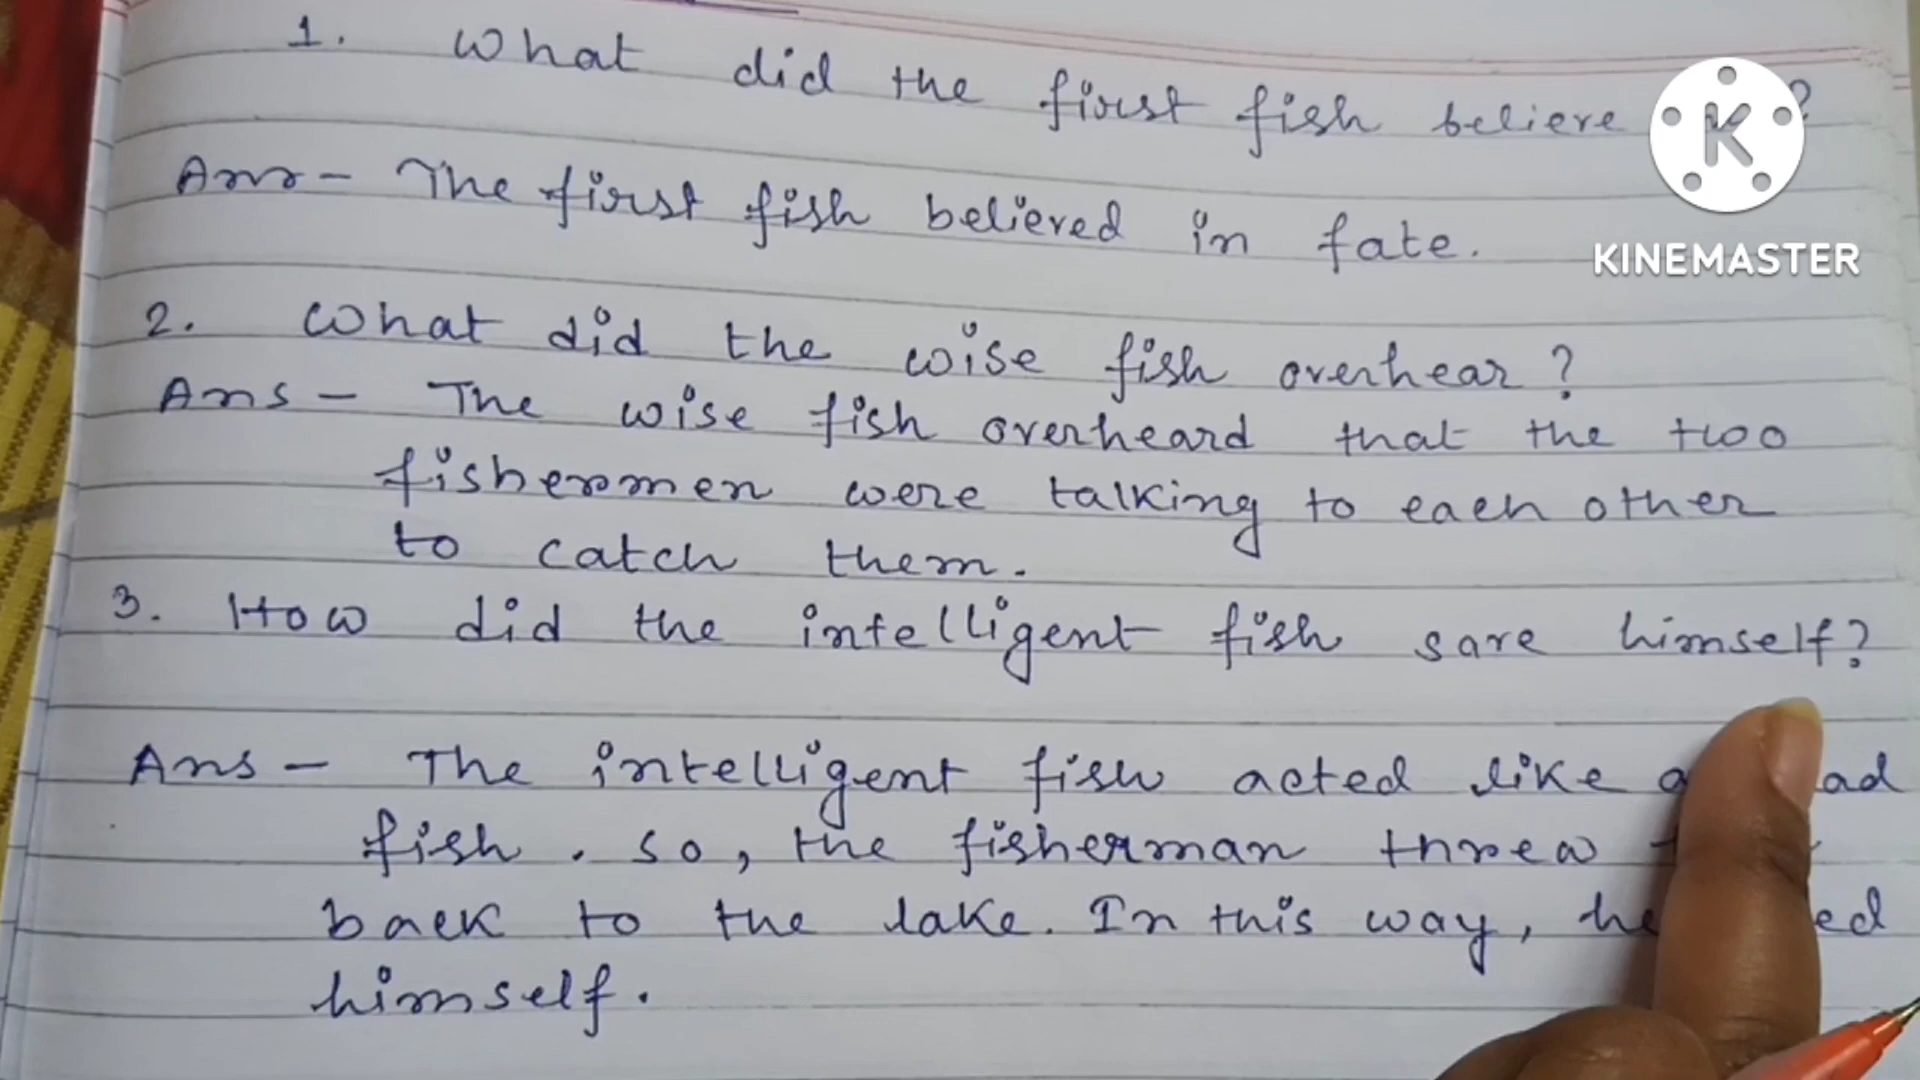 1. What did the first fish believe ?
Ans - The first fish believed in fate.
KINEMASTER
2. What did the wise fish overhear?
Ans - The wise fish overheard that the two
fishermen were talking to each other
to catch them.
3. How did the intelligent fish save himself?
Ans - The intelligent fish acted like
fish. so, the fisherman threw
back to the lake. In this way, he
himself.